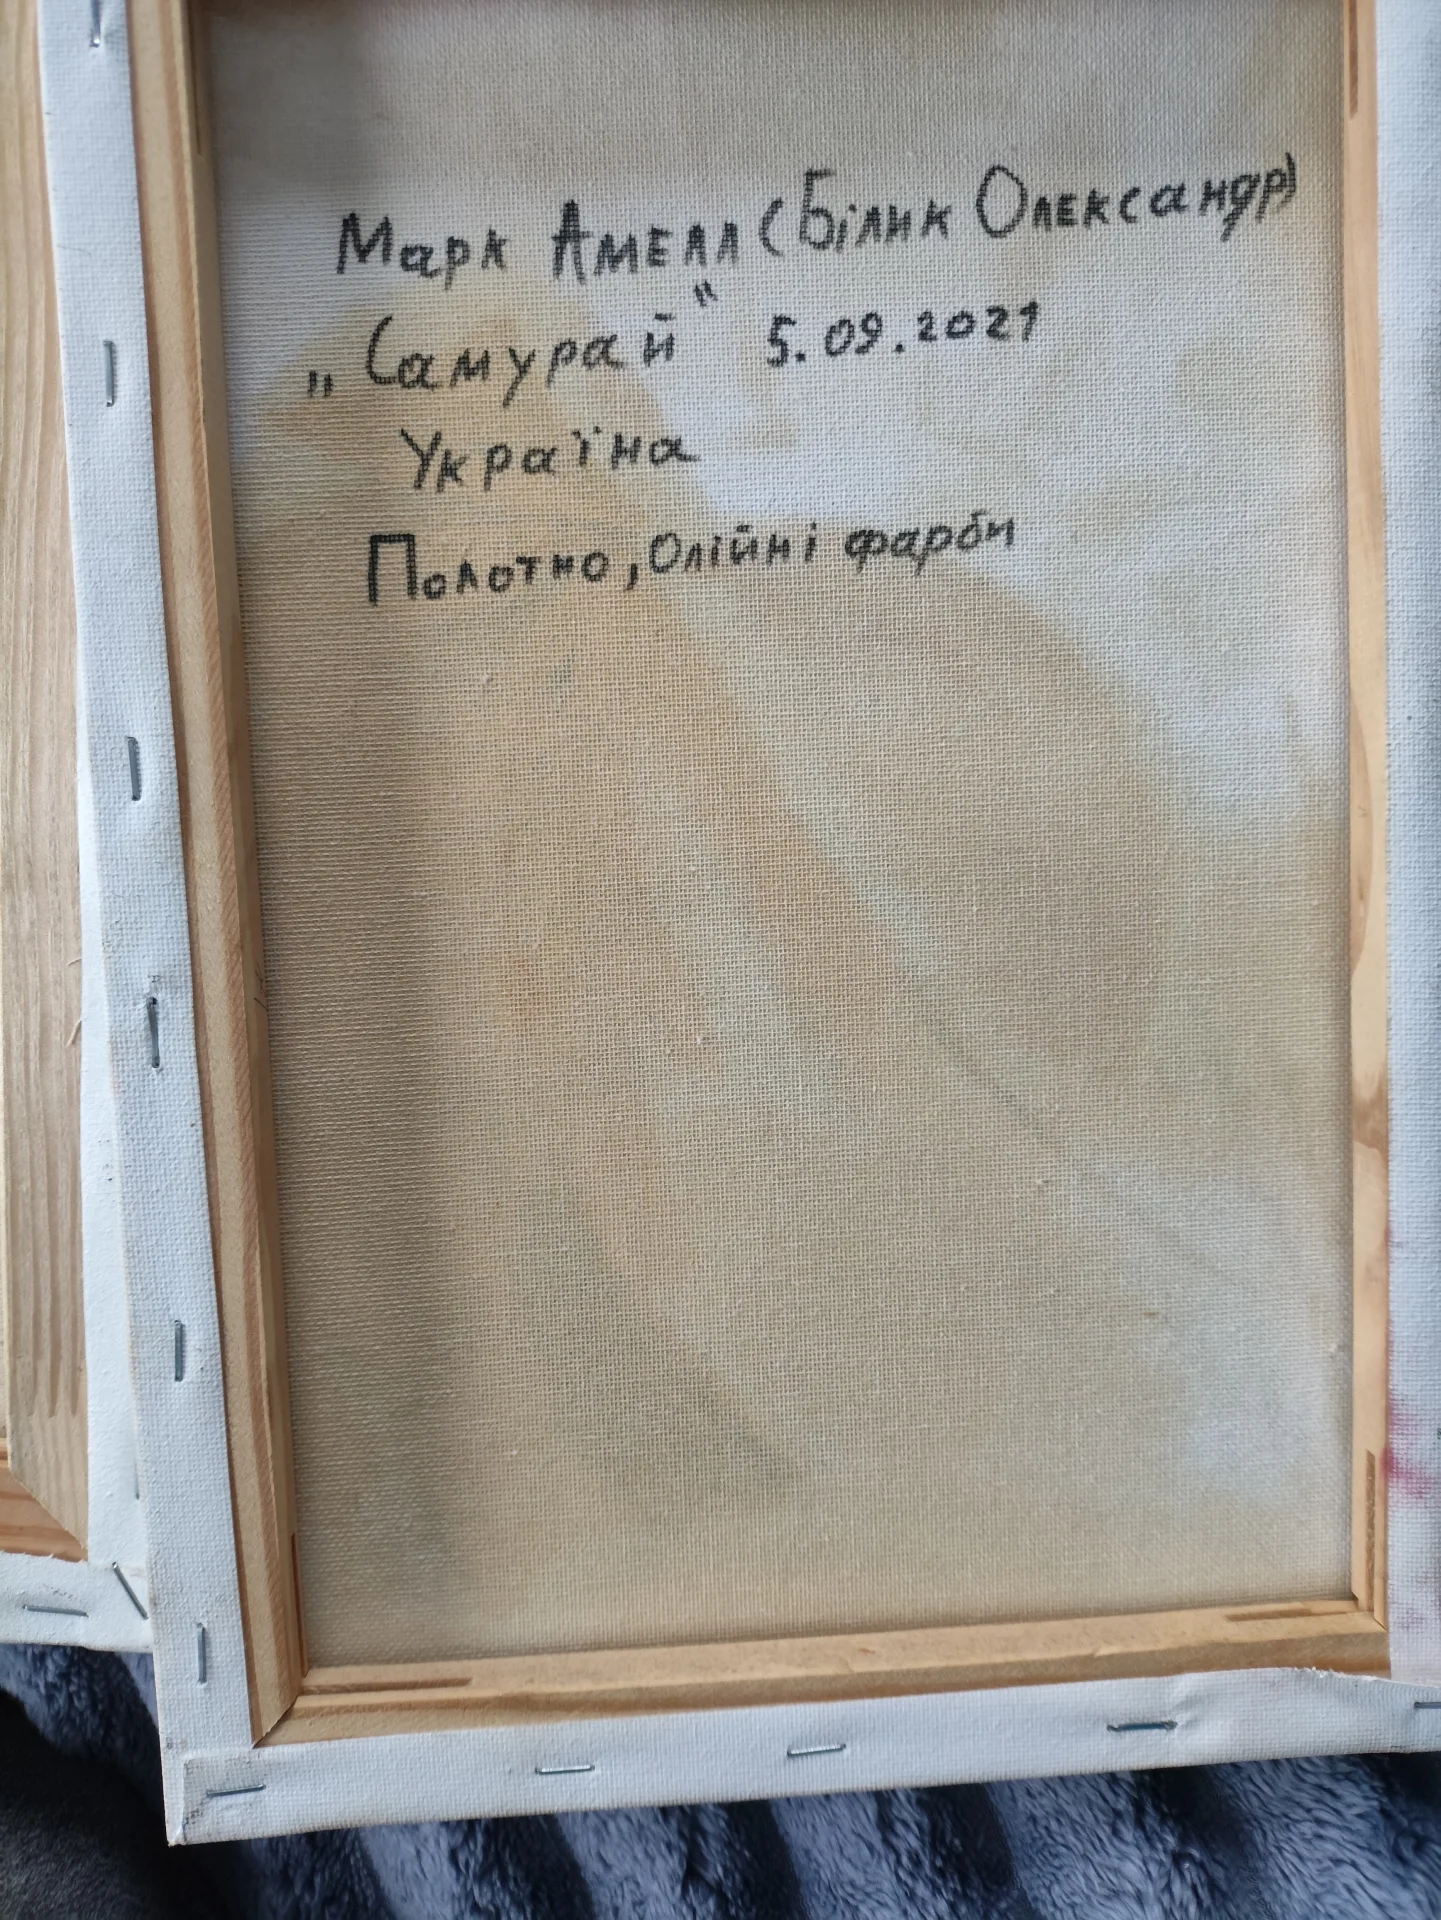 Марк Амелл (Білик Олександр)
„Самурай" 5.09.2021
Україна
Полотно, Олійні фарби